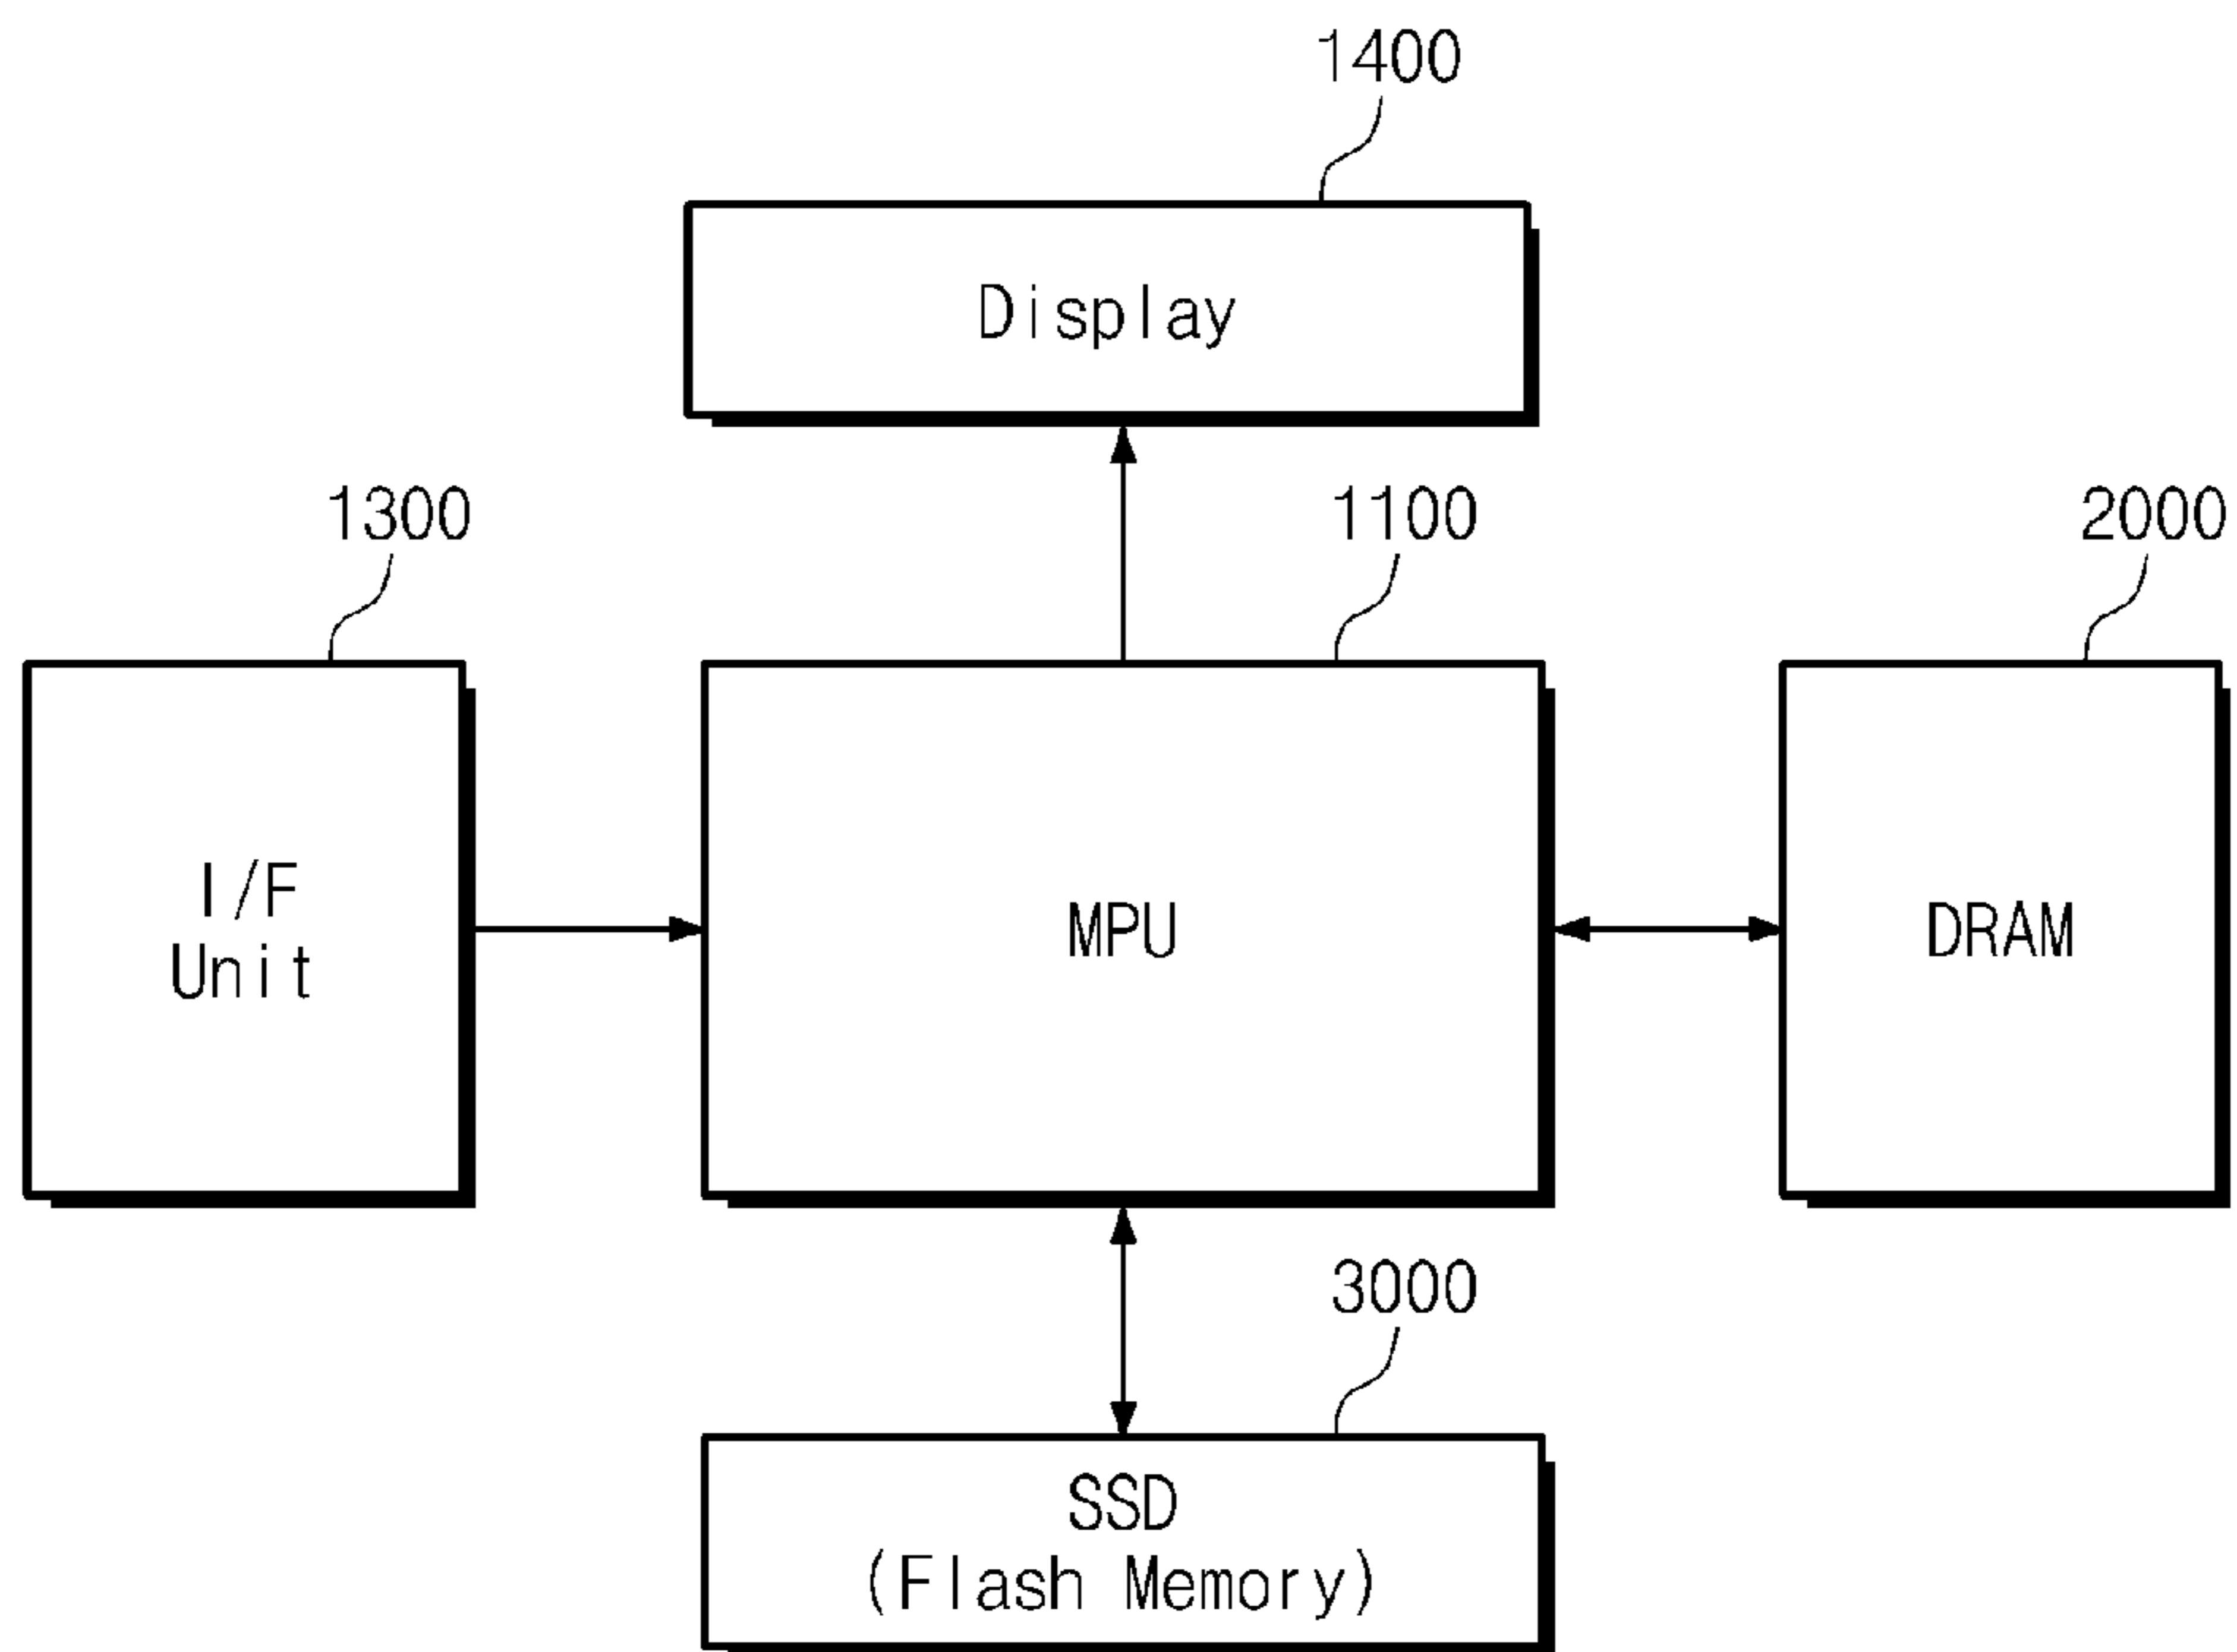 1400
Display
1300
1100
2000
I/F
Unit
MPU
DRAM
3000
SSD
(Flash Memory)